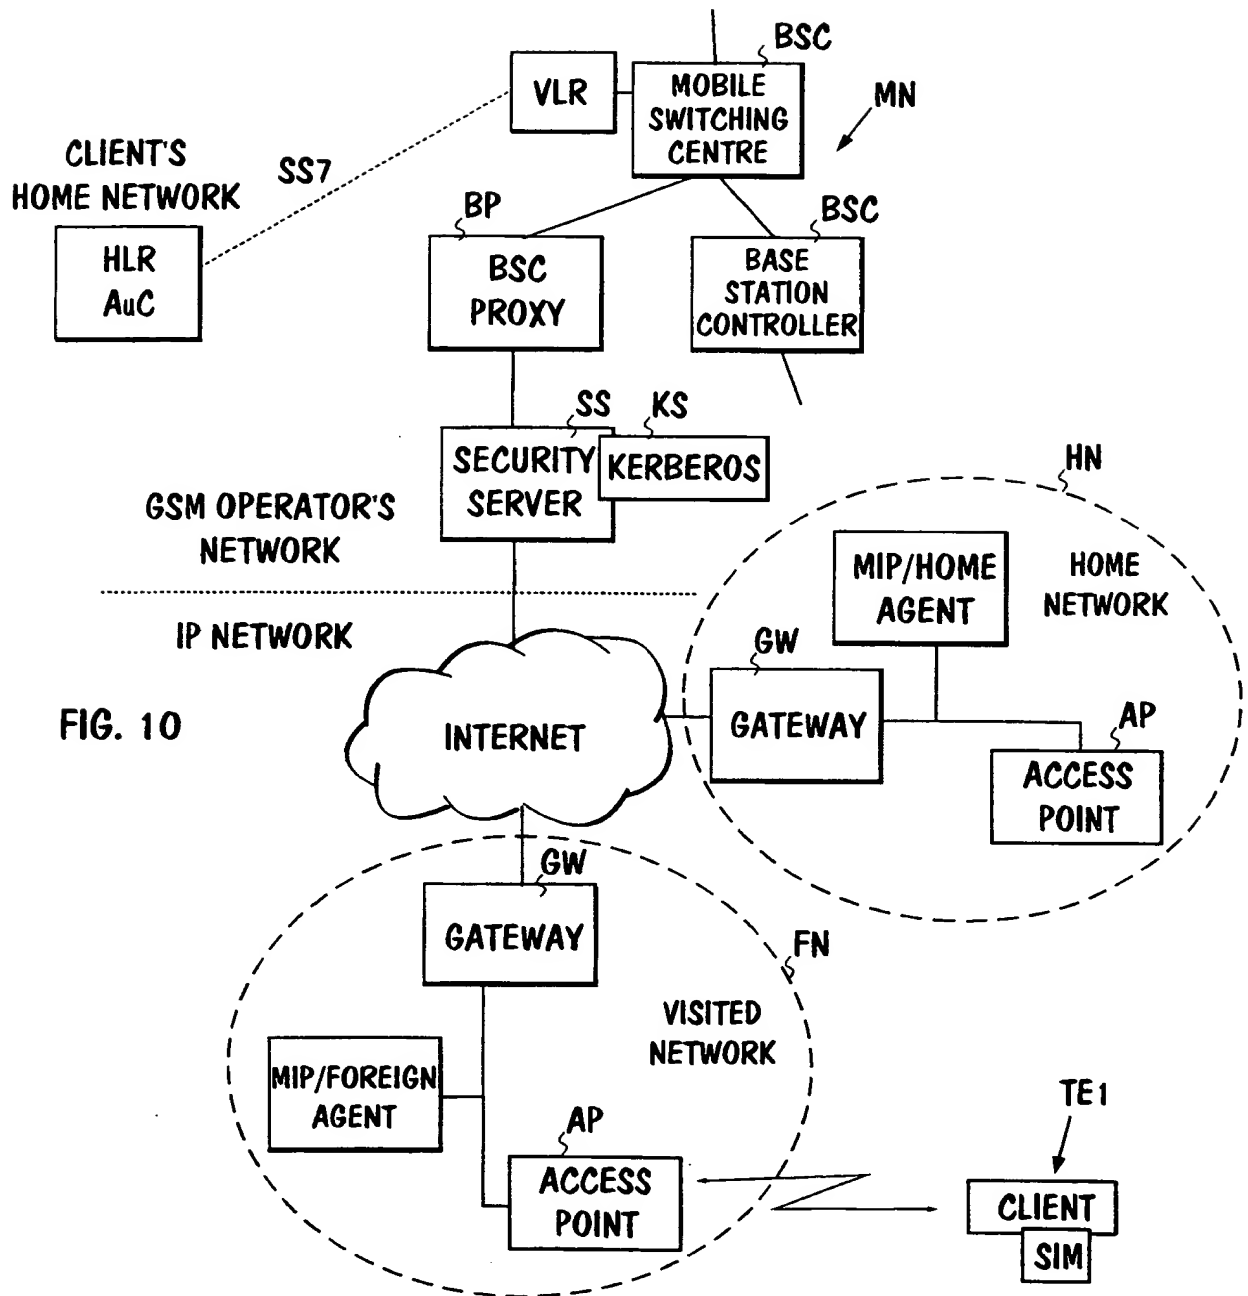 BSC
VLR
MOBILE
SWITCHING
CENTRE
MN
CLIENT'S
HOME NETWORK
SS7
HLR
AuC
BP
BSC
PROXY
BSC
BASE
STATION
CONTROLLER
SS
KS
SECURITY
SERVER
KERBEROS
GSM OPERATOR'S
NETWORK
IP NETWORK
HN
MIP/HOME
AGENT
HOME
NETWORK
GW
GATEWAY
AP
ACCESS
POINT
FIG. 10
INTERNET
GW
GATEWAY
FN
VISITED
NETWORK
MIP/FOREIGN
AGENT
AP
ACCESS
POINT
TE1
CLIENT
SIM